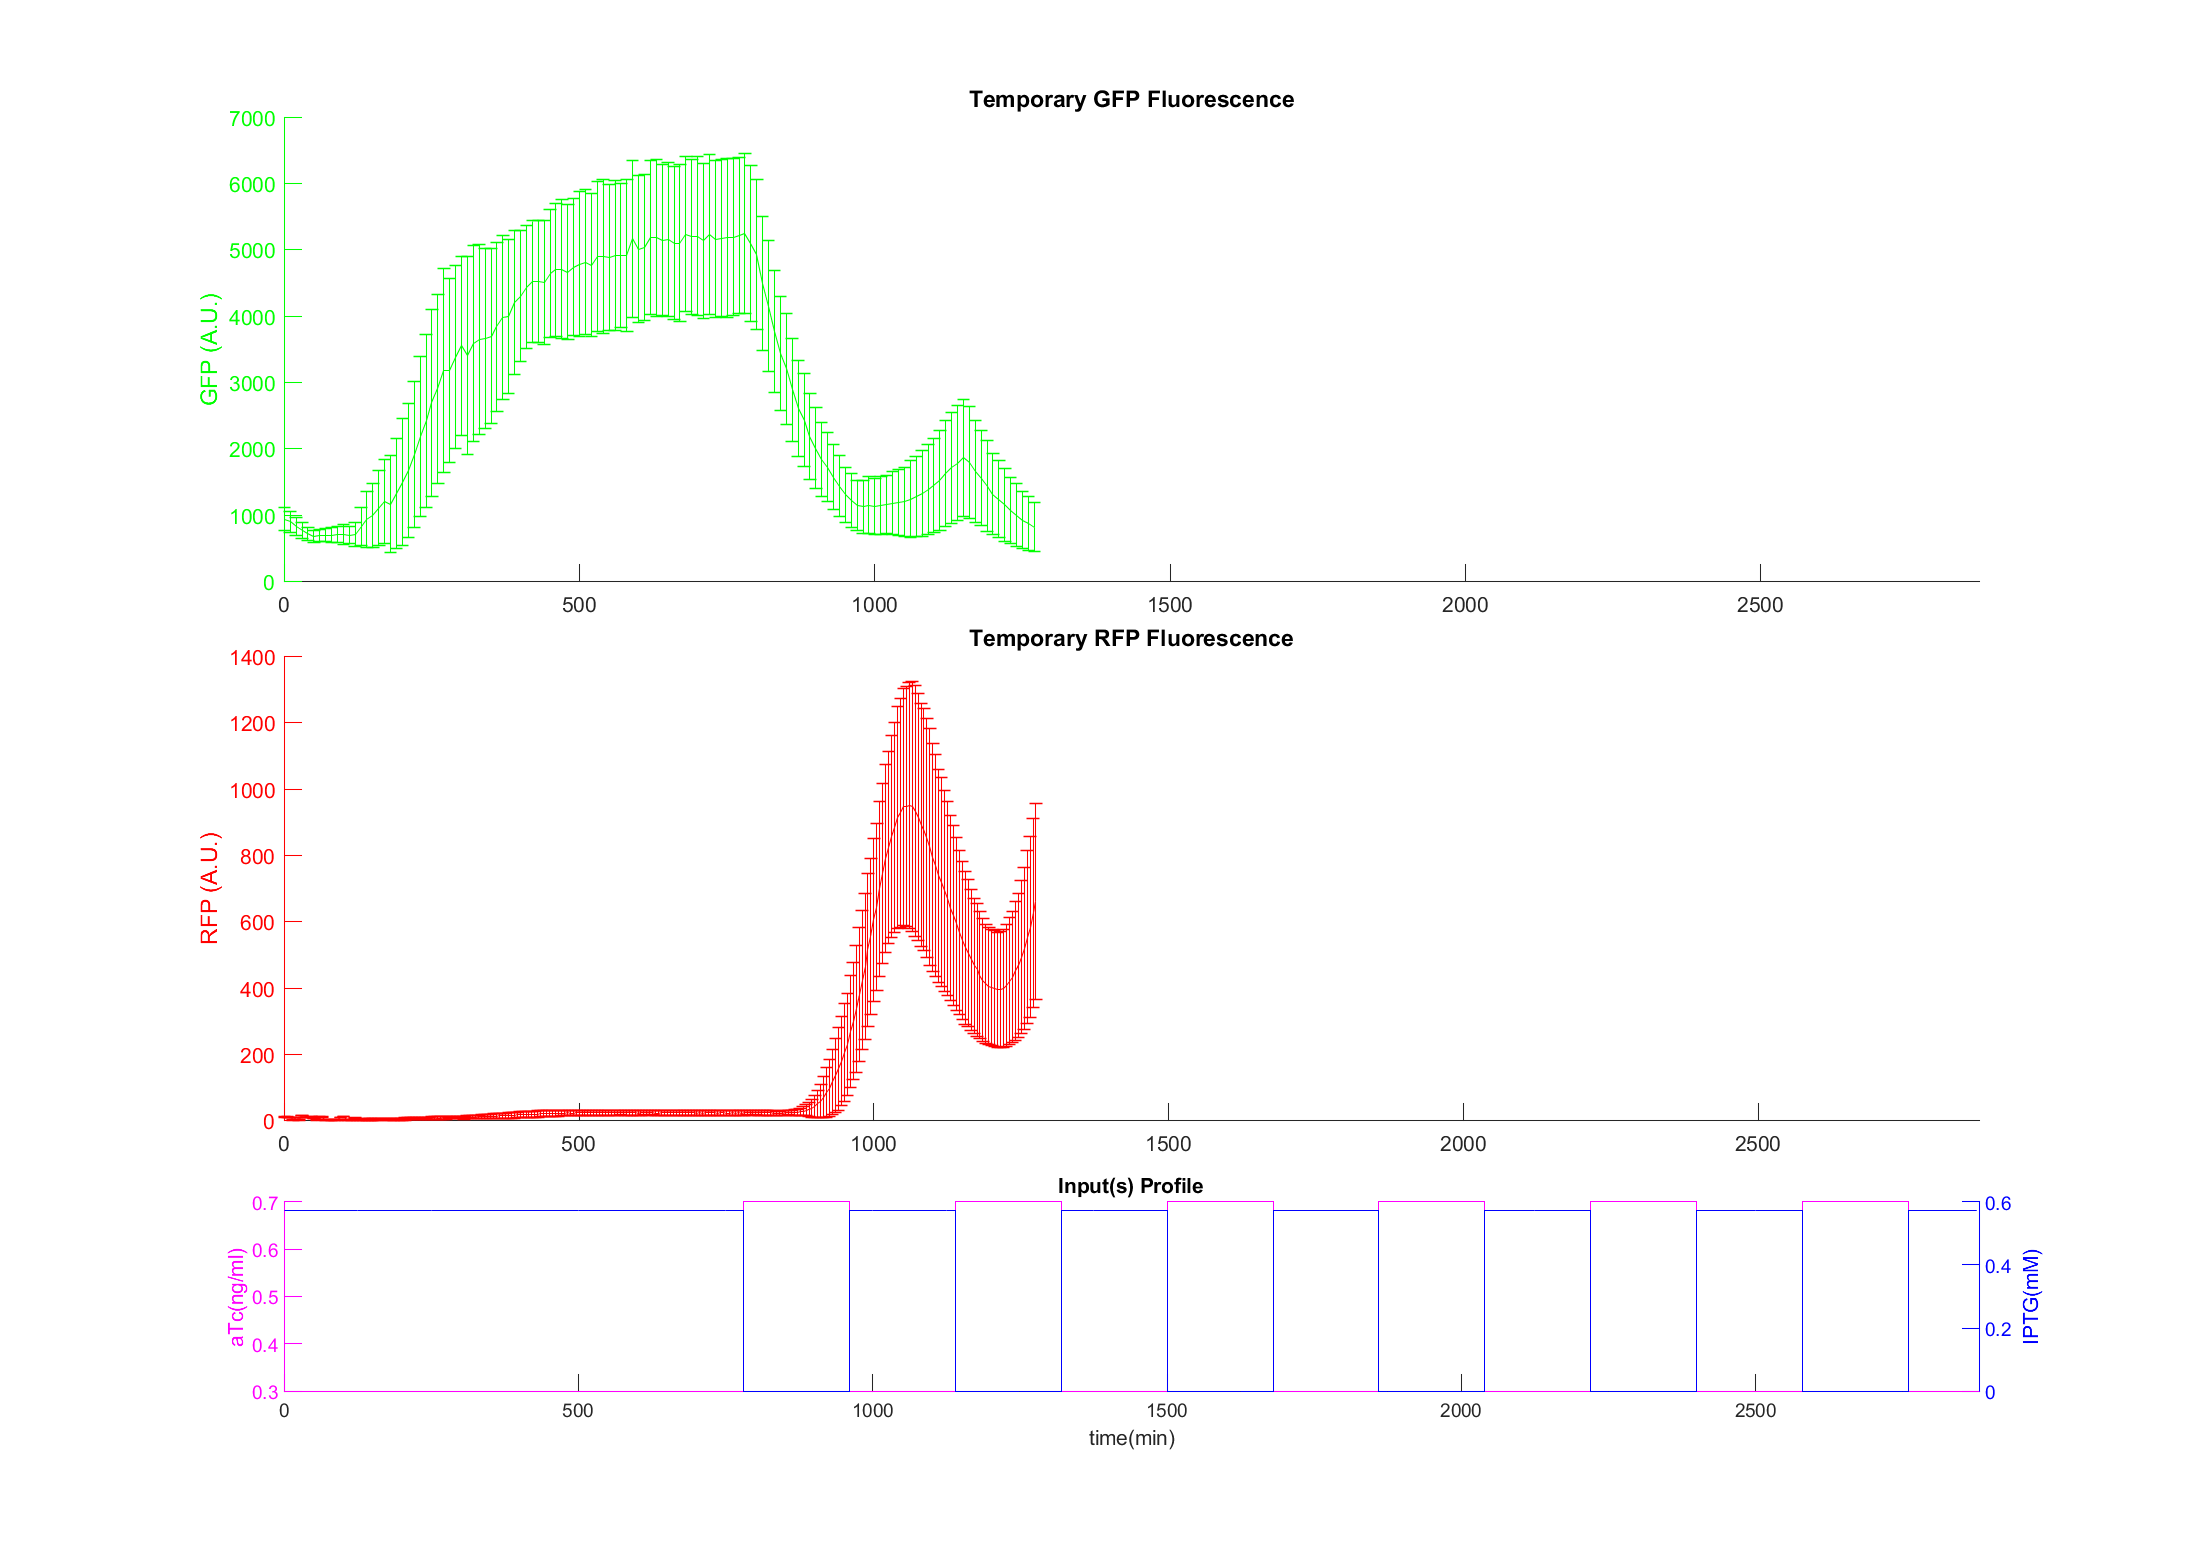 Temporary GFP Fluorescence
GFP (A.U.)
7000
6000
5000
4000
3000
2000
1000
0
0 500 1000 1500 2000 2500
Temporary RFP Fluorescence
RFP (A.U.)
1400
1200
1000
800
600
400
200
0
0 500 1000 1500 2000 2500
Input(s) Profile
aTc(ng/ml)
0.7
0.6
0.5
0.4
0.3
0.6
0.4
0.2
0
IPTG(mM)
0 500 1000 1500 2000 2500
time(min)